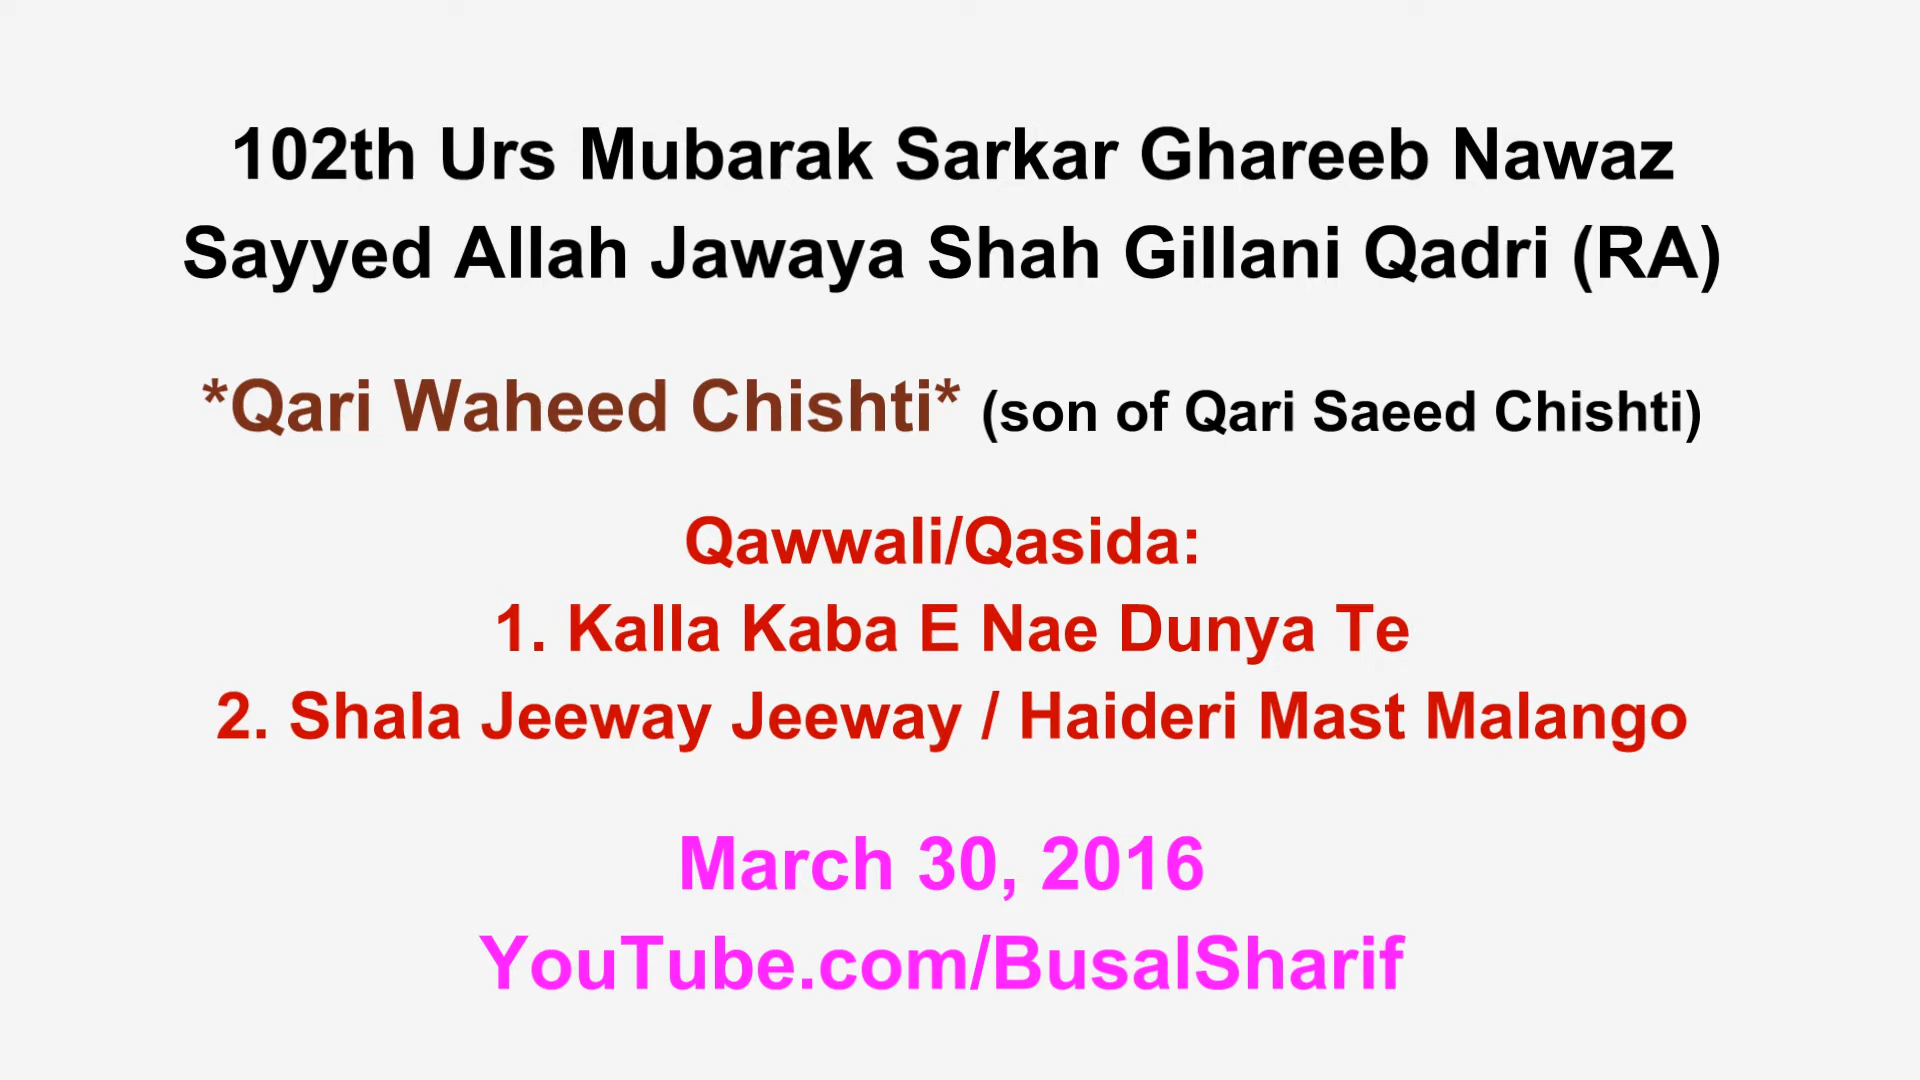 102th Urs Mubarak Sarkar Ghareeb Nawaz
Sayyed Allah Jawaya Shah Gillani Qadri (RA)
*Qari Waheed Chishti* (son of Qari Saeed Chishti)
Qawwali/Qasida:
1. Kalla Kaba E Nae Dunya Te
2. Shala Jeeway Jeeway / Haideri Mast Malango
March 30, 2016
YouTube.com/BusalSharif